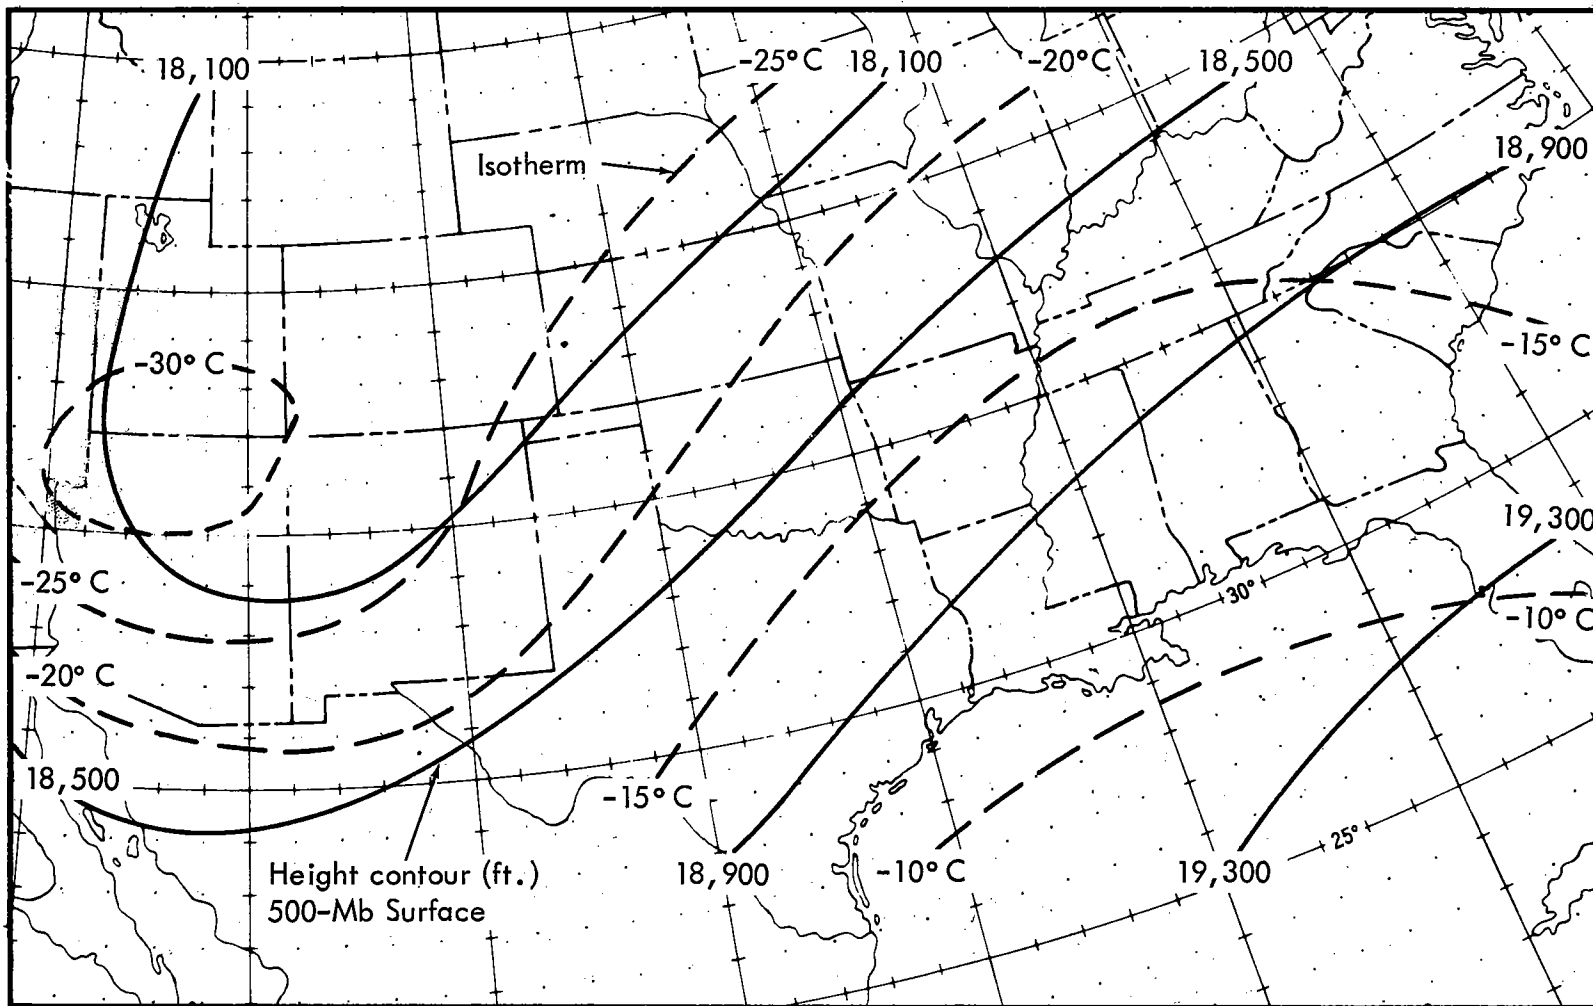 18,100
-25°C
18,100
-20°C
18,500
Isotherm
18,900
-30°C
-15°C
19,300
-25°C
30°
-10°C
-20°C
18,500
-15°C
25°
Height contour (ft.)
500-Mb Surface
18,900
-10°C
19,300